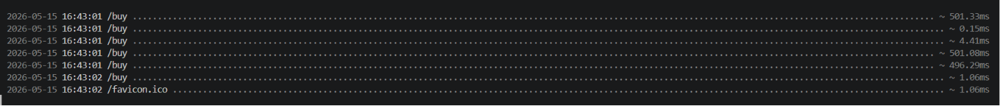 2026-05-15 16:43:01 /buy ................................................................................................................................................................ ~ 501.33ms
2026-05-15 16:43:01 /buy .................................................................................................................................................................. ~ 0.15ms
2026-05-15 16:43:01 /buy .................................................................................................................................................................. ~ 4.41ms
2026-05-15 16:43:01 /buy ................................................................................................................................................................ ~ 501.08ms
2026-05-15 16:43:01 /buy ................................................................................................................................................................ ~ 496.29ms
2026-05-15 16:43:02 /buy .................................................................................................................................................................. ~ 1.06ms
2026-05-15 16:43:02 /favicon.ico .......................................................................................................................................................... ~ 1.06ms